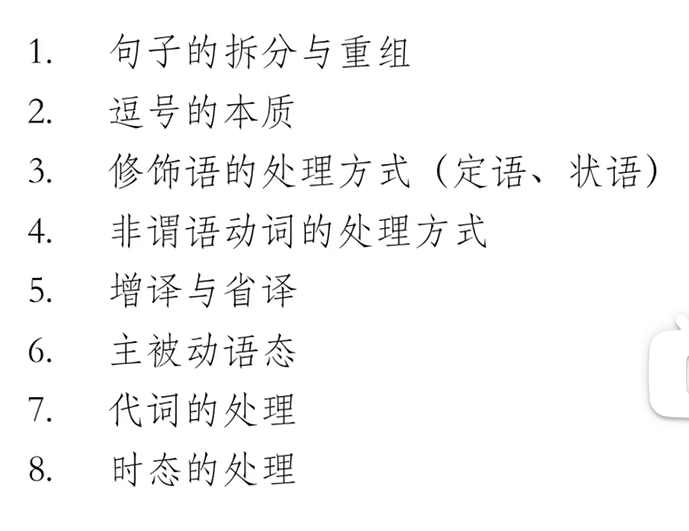 1. 句子的拆分与重组
2. 逗号的本质
3. 修饰语的处理方式（定语、状语）
4. 非谓语动词的处理方式
5. 增译与省译
6. 主被动语态
7. 代词的处理
8. 时态的处理